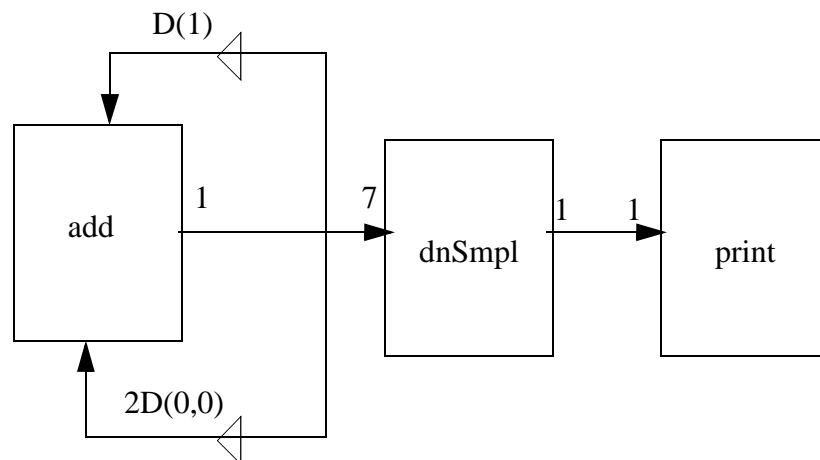 D(1)
add
1
7
dnSmpl
1
1
print
2D(0,0)